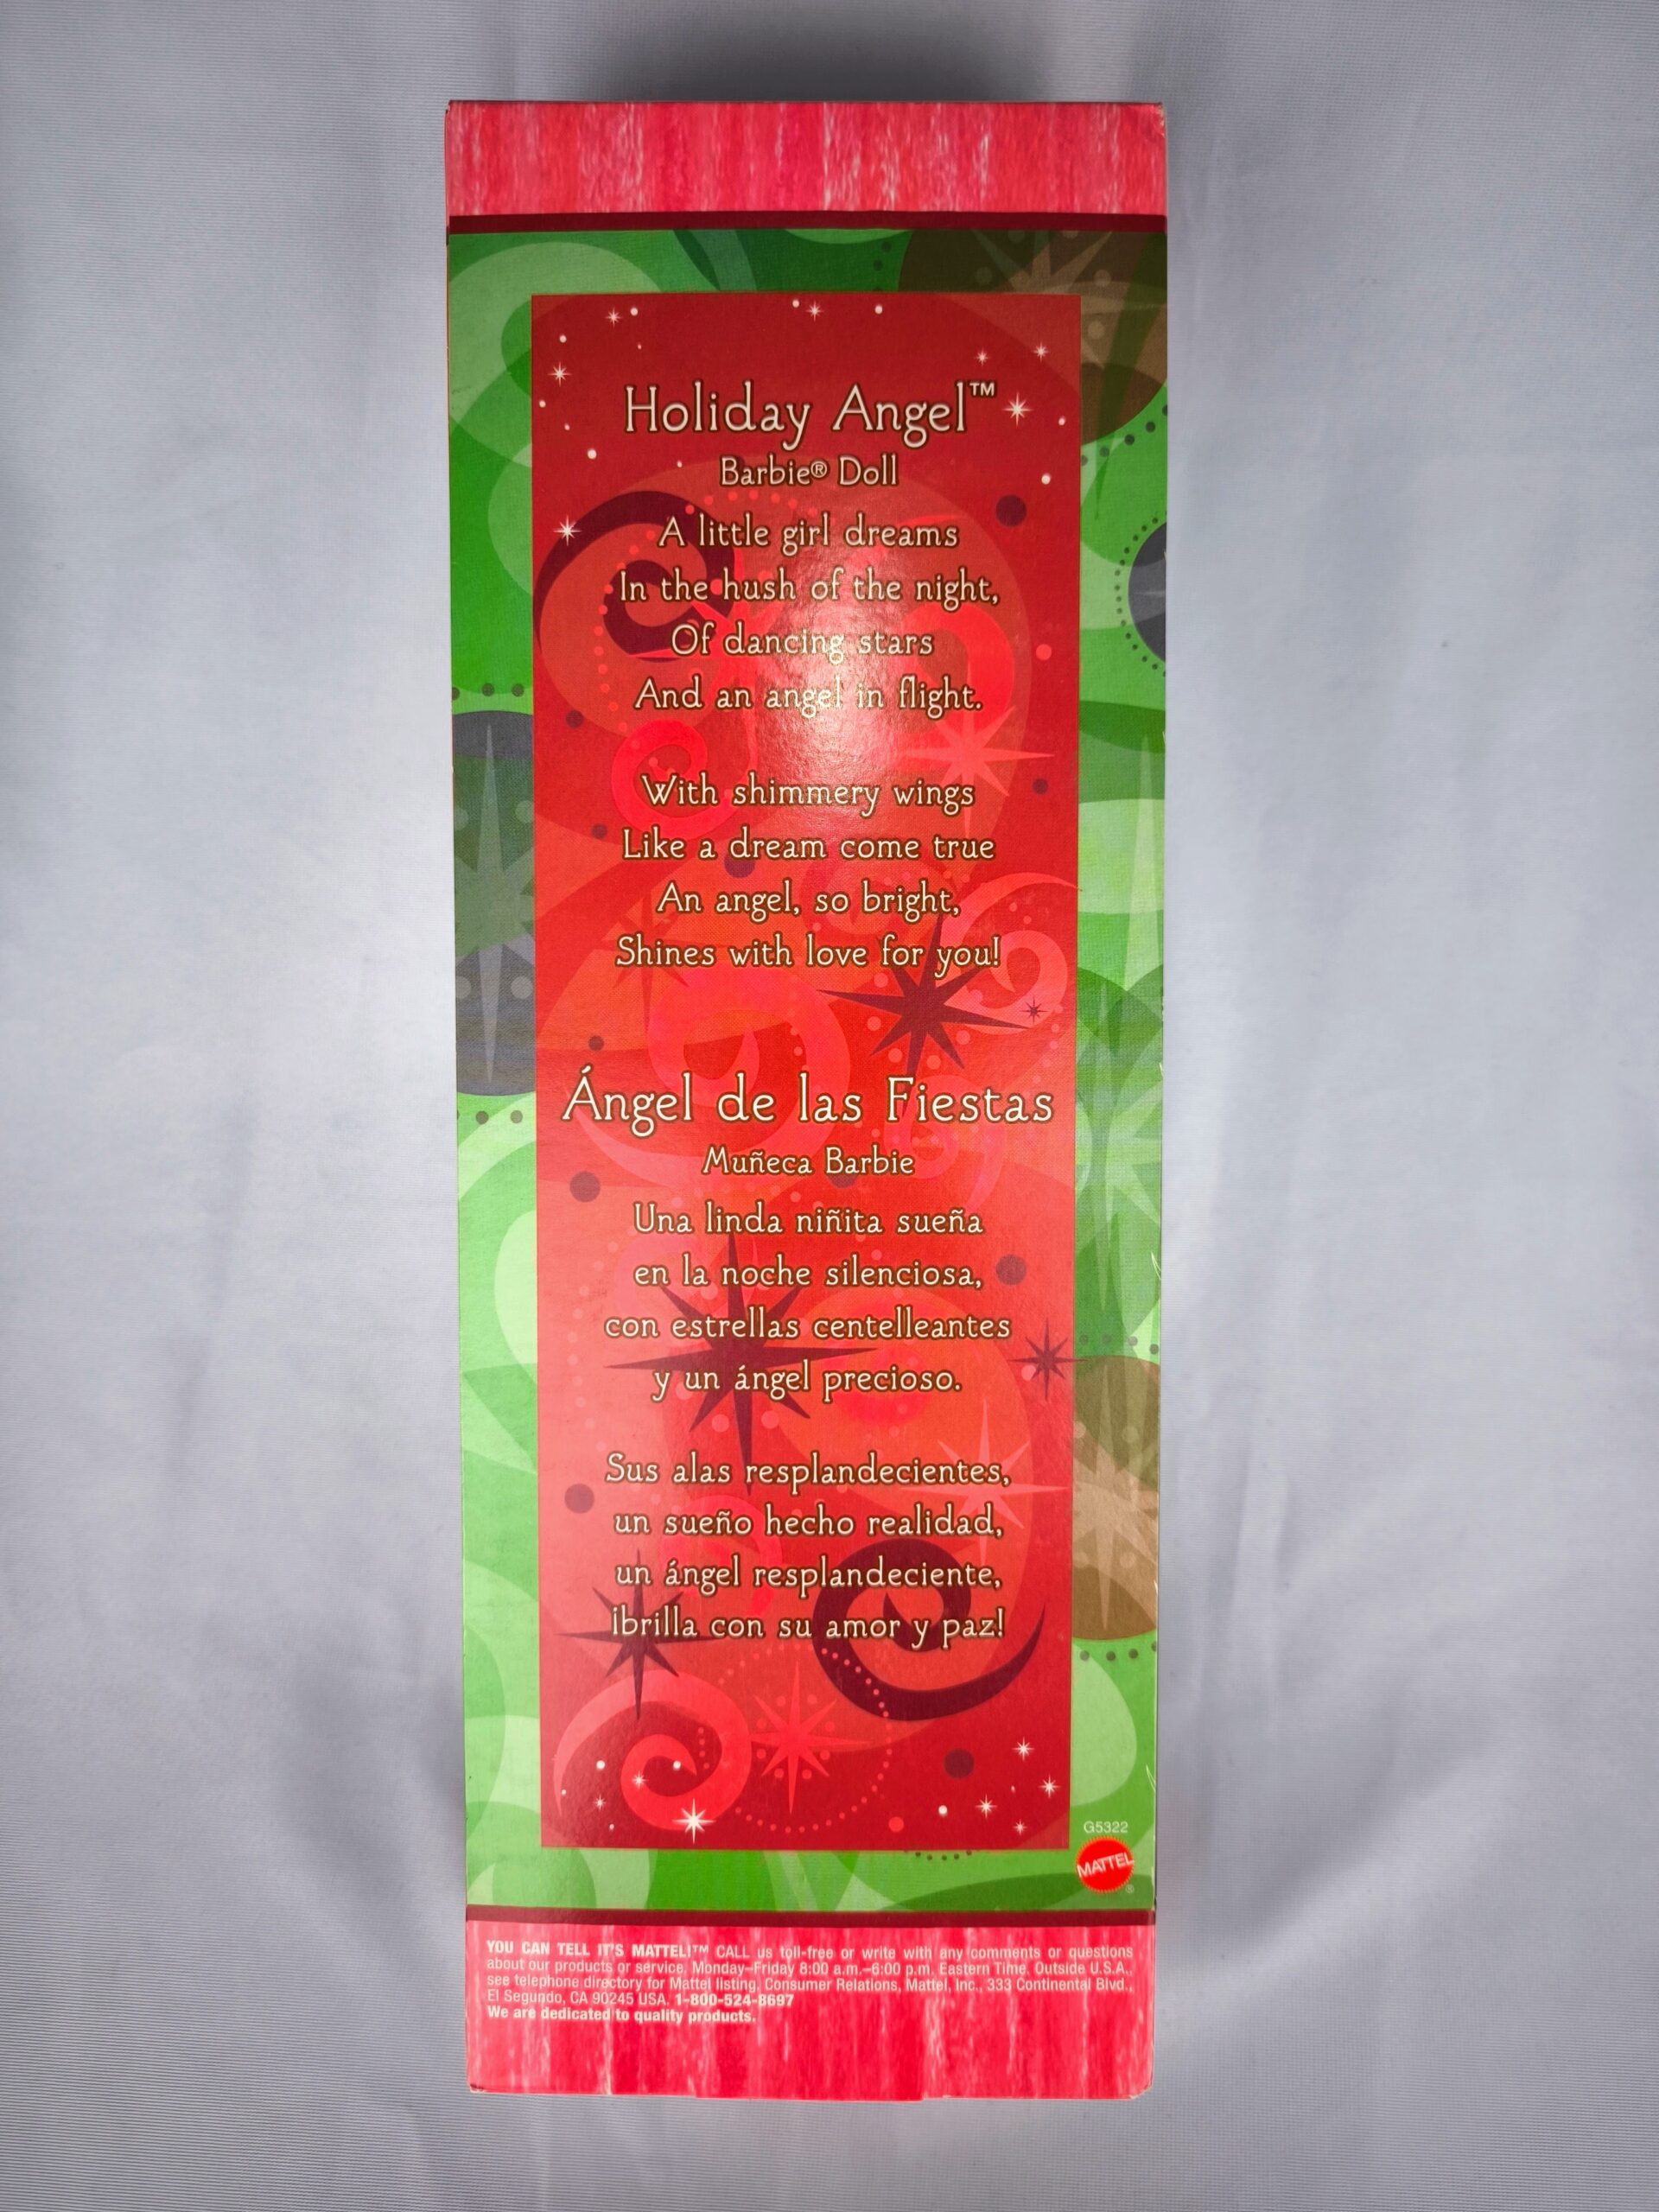 Holiday Angel™
Barbie® Doll
A little girl dreams
In the hush of the night,
Of dancing stars
And an angel in flight.
With shimmery wings
Like a dream come true
An angel, so bright,
Shines with love for you!
Ángel de las Fiestas
Muñeca Barbie
Una linda niñita sueña
en la noche silenciosa,
con estrellas centelleantes
y un ángel precioso.
Sus alas resplandecientes,
un sueño hecho realidad,
un ángel resplandeciente,
¡brilla con su amor y paz!
G5322
MATTEL®
YOU CAN TELL IT'S MATTEL!™ CALL us toll-free or write with any comments or questions
about our products or service, Monday–Friday 8:00 a.m.–6:00 p.m. Eastern Time. Outside U.S.A.,
see telephone directory for Mattel listing. Consumer Relations, Mattel, Inc., 333 Continental Blvd.,
El Segundo, CA 90245 USA. 1-800-524-8697
We are dedicated to quality products.